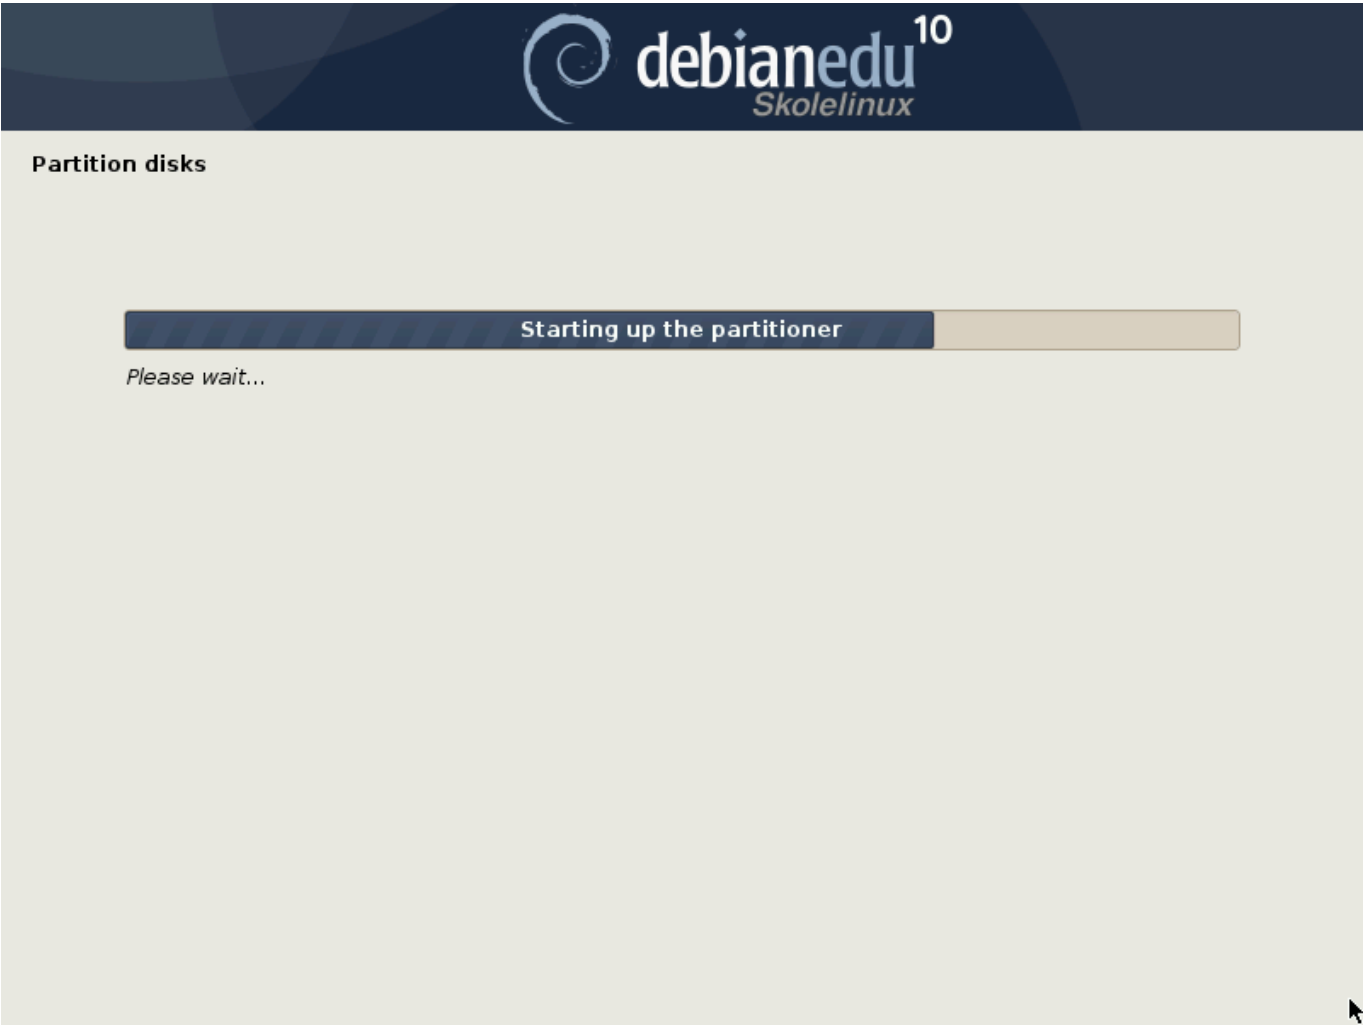 debianedu 10
Skolelinux
Partition disks
Starting up the partitioner
Please wait...